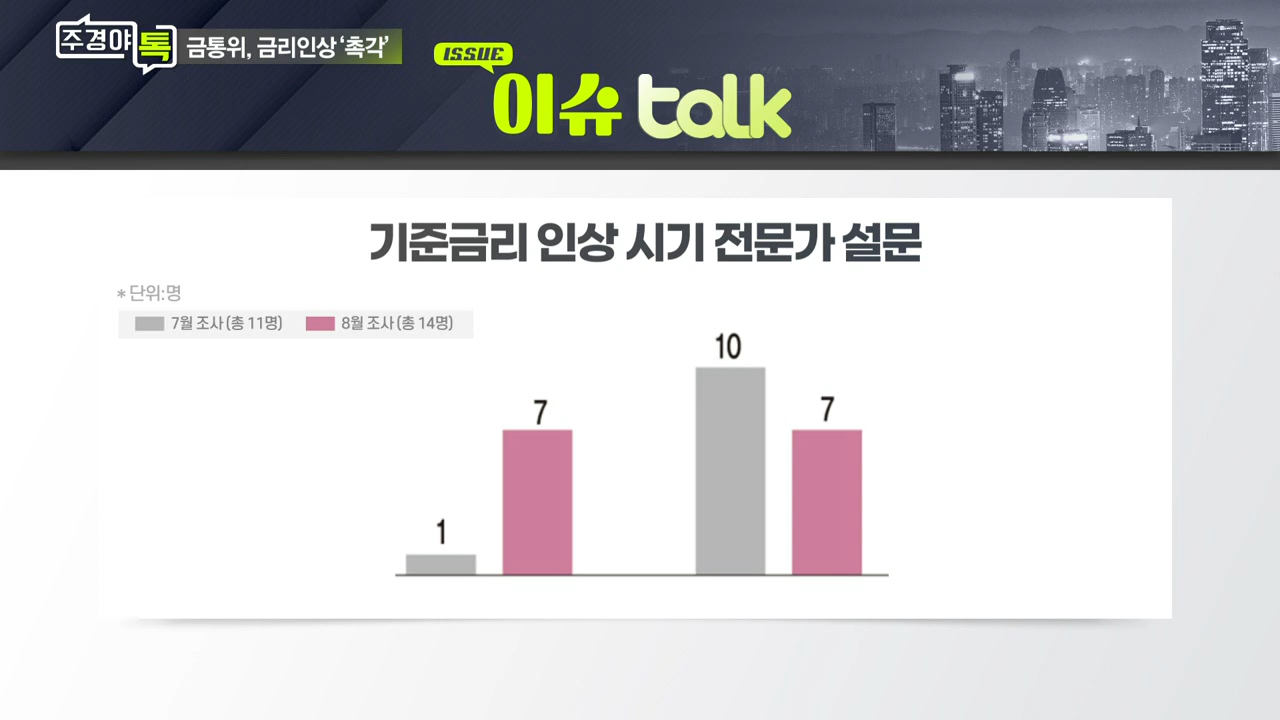 주경야톡
금통위, 금리인상 ‘촉각’
ISSUE
이슈 talk
기준금리 인상 시기 전문가 설문
* 단위:명
7월 조사 (총 11명) 8월 조사 (총 14명)
1
7
10
7